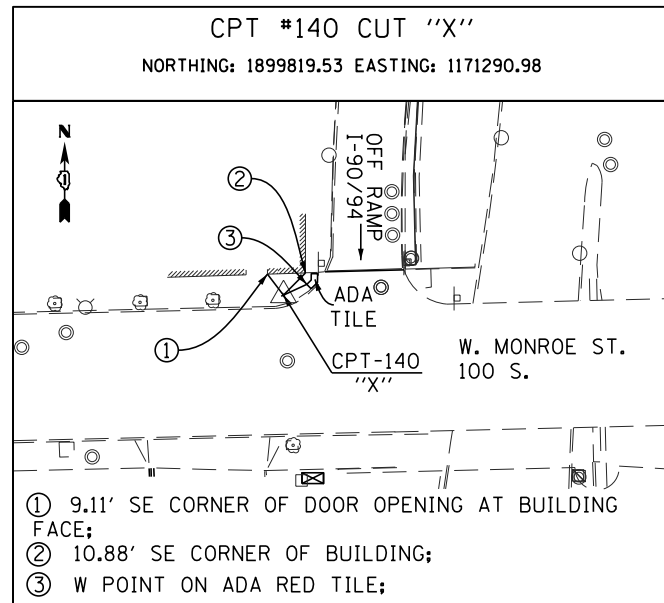 CPT #140 CUT "X"
NORTHING: 1899819.53 EASTING: 1171290.98
N
OFF RAMP
I-90/94
2
3
1
ADA
TILE
CPT-140
"X"
W. MONROE ST.
100 S.
1 9.11' SE CORNER OF DOOR OPENING AT BUILDING
FACE;
2 10.88' SE CORNER OF BUILDING;
3 W POINT ON ADA RED TILE;